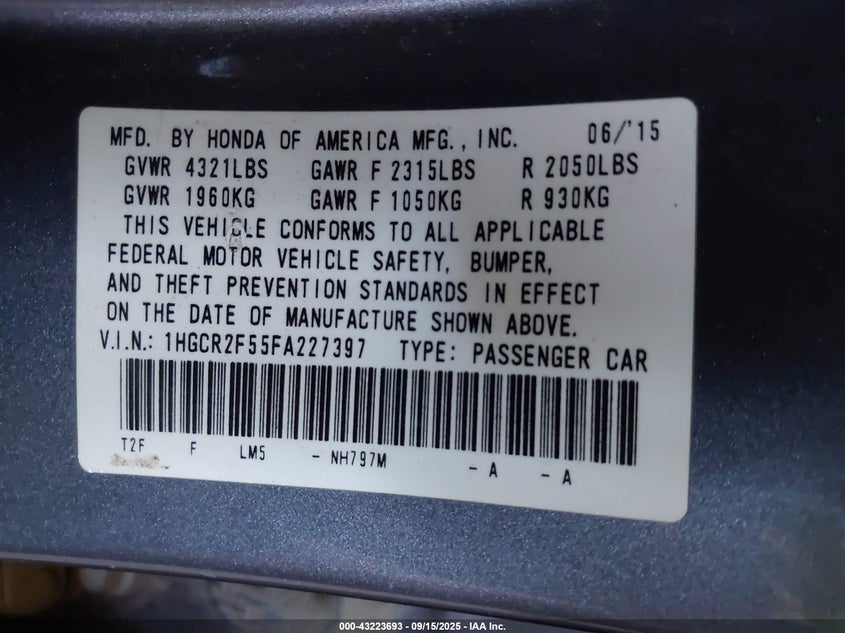 MFD. BY HONDA OF AMERICA MFG., INC. 06/'15
GVWR 4321LBS GAWR F 2315LBS R 2050LBS
GVWR 1960KG GAWR F 1050KG R 930KG
THIS VEHICLE CONFORMS TO ALL APPLICABLE
FEDERAL MOTOR VEHICLE SAFETY, BUMPER,
AND THEFT PREVENTION STANDARDS IN EFFECT
ON THE DATE OF MANUFACTURE SHOWN ABOVE.
V.I.N.: 1HGCR2F55FA227397 TYPE: PASSENGER CAR
T2F F LM5 - NH797M - A - A
000-43223693 - 09/15/2025 - IAA Inc.